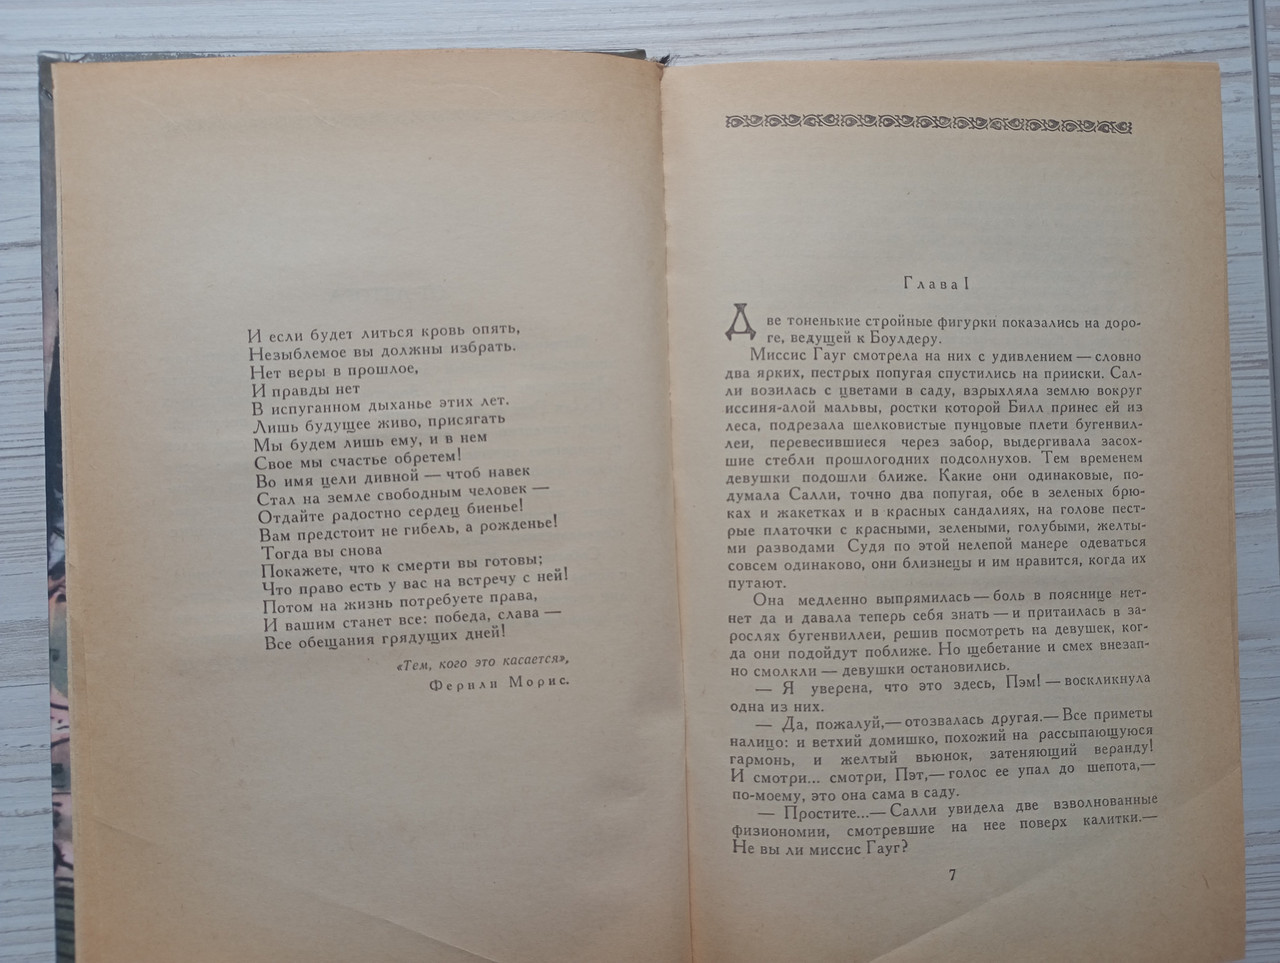 И если будет литься кровь опять,
Незыблемое вы должны избрать.
Нет веры в прошлое,
И правды нет
В испуганном дыханье этих лет.
Лишь будущее живо, присягать
Мы будем лишь ему, и в нем
Свое мы счастье обретем!
Во имя цели дивной — чтоб навек
Стал на земле свободным человек —
Отдайте радостно сердец биенье!
Вам предстоит не гибель, а рожденье!
Тогда вы снова
Покажете, что к смерти вы готовы;
Что право есть у вас на встречу с ней!
Потом на жизнь потребуете права,
И вашим станет все: победа, слава —
Все обещания грядущих дней!
«Тем, кого это касается»,
Фернли Морис.
Глава I
Две тоненькие стройные фигурки показались на доро-
ге, ведущей к Боулдеру.
Миссис Гауг смотрела на них с удивлением — словно
два ярких, пестрых попугая спустились на прииски. Сал-
ли возилась с цветами в саду, взрыхляла землю вокруг
иссиня-алой мальвы, ростки которой Билл принес ей из
леса, подрезала шелковистые пунцовые плети бугенвил-
леи, перевесившиеся через забор, выдергивала засох-
шие стебли прошлогодних подсолнухов. Тем временем
девушки подошли ближе. Какие они одинаковые, по-
думала Салли, точно два попугая, обе в зеленых брю-
ках и жакетках и в красных сандалиях, на голове пест-
рые платочки с красными, зелеными, голубыми, желты-
ми разводами Судя по этой нелепой манере одеваться
совсем одинаково, они близнецы и им нравится, когда их
путают.
Она медленно выпрямилась — боль в пояснице нет-
нет да и давала теперь себя знать — и притаилась в за-
рослях бугенвиллеи, решив посмотреть на девушек, ког-
да они подойдут поближе. Но щебетание и смех внезап-
но смолкли — девушки остановились.
— Я уверена, что это здесь, Пэм! — воскликнула
одна из них.
— Да, пожалуй,— отозвалась другая.— Все приметы
налицо: и ветхий домишко, похожий на рассыпающуюся
гармонь, и желтый вьюнок, затеняющий веранду!
И смотри... смотри, Пэт,— голос ее упал до шепота,—
по-моему, это она сама в саду.
— Простите...— Салли увидела две взволнованные
физиономии, смотревшие на нее поверх калитки.—
Не вы ли миссис Гауг?
7